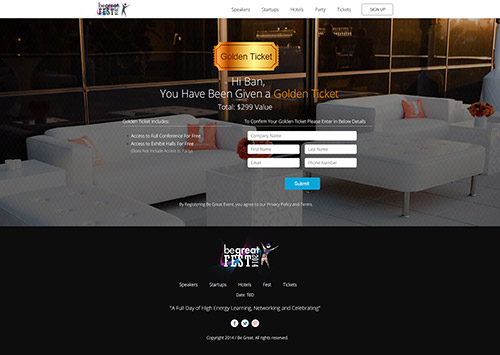 be great
FEST 2014
Speakers Startups Hotels Party Tickets SIGN UP
Golden Ticket
Hi Ban,
You Have Been Given a Golden Ticket
Total: $299 Value
Golden Ticket Includes:
Access to Full Conference For Free
Access to Exhibit Halls For Free
(Does Not Include Access to Party)
To Confirm Your Golden Ticket Please Enter in Below Details
Company Name
First Name Last Name
Email Phone Number
Submit
By Registering Be Great Event, you agree to our Privacy Policy and Terms.
be great
FEST 2014
Speakers Startups Hotels Fest Tickets
Date: TBD
"A Full Day of High Energy Learning, Networking and Celebrating"
Copyright 2014 / Be Great, All rights reserved.